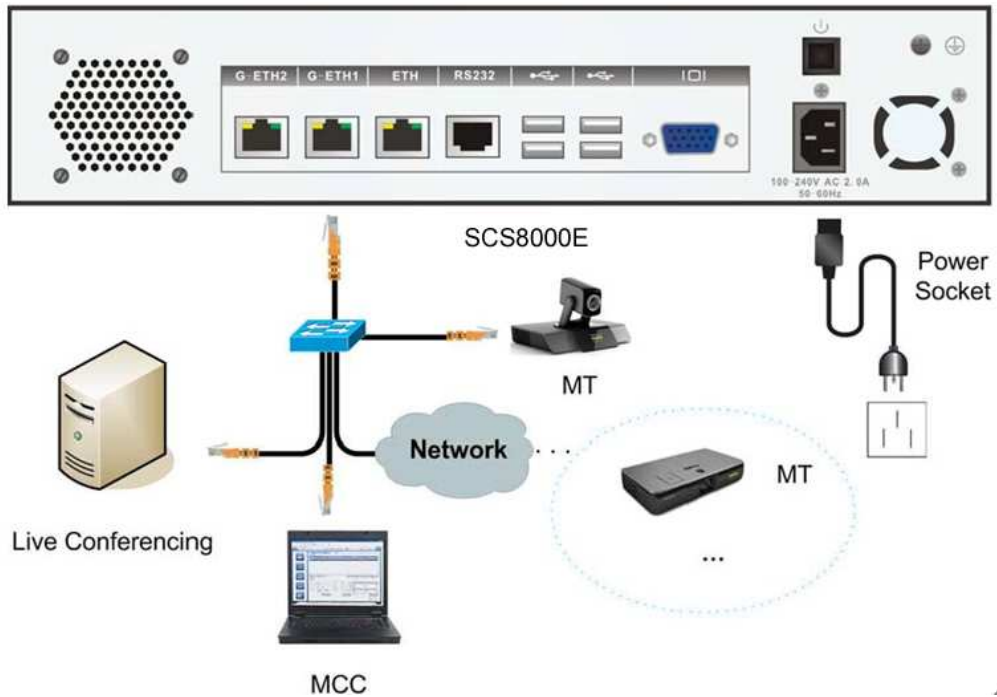 G-ETH2 G-ETH1 ETH RS232 |O|
100-240V AC 2.0A
50-60Hz
SCS8000E
Power
Socket
MT
Network
...
MT
Live Conferencing
...
MCC